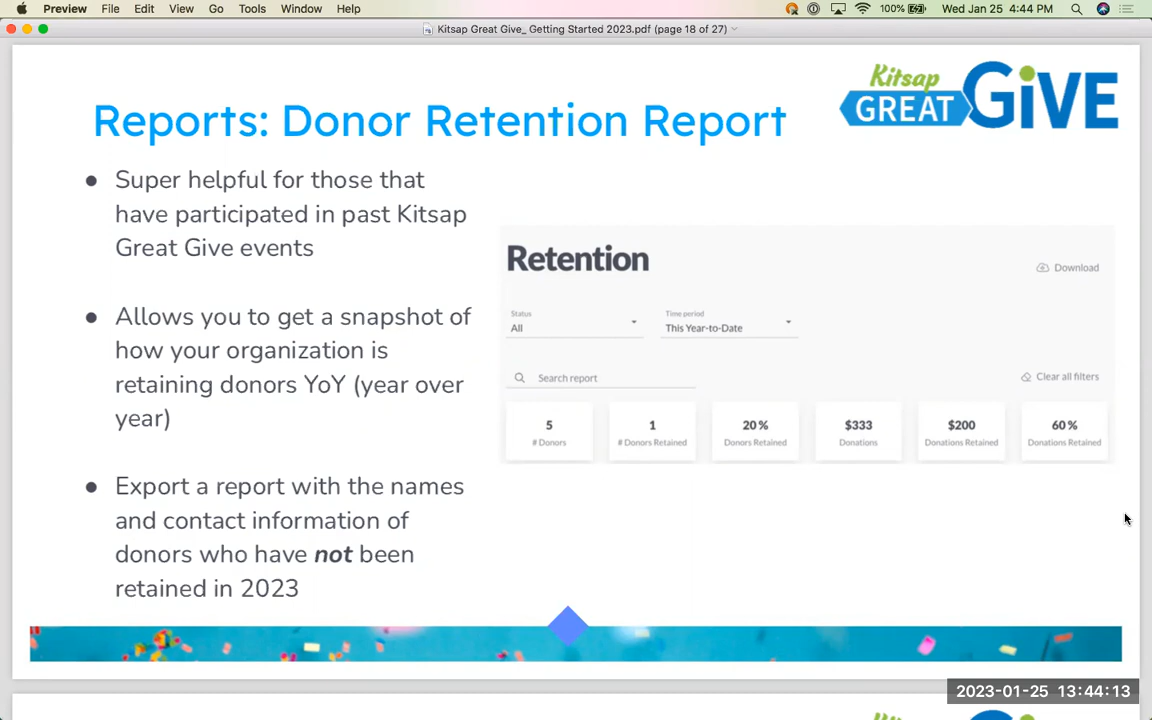 Preview File Edit View Go Tools Window Help 100% Wed Jan 25 4:44 PM
Kitsap Great Give_ Getting Started 2023.pdf (page 18 of 27)
Kitsap
GREAT GiVE
Reports: Donor Retention Report
Super helpful for those that
have participated in past Kitsap
Great Give events
Allows you to get a snapshot of
how your organization is
retaining donors YoY (year over
year)
Export a report with the names
and contact information of
donors who have not been
retained in 2023
Retention
Download
Status Time period
All This Year-to-Date
Search report Clear all filters
5 1 20% $333 $200 60%
# Donors # Donors Retained Donors Retained Donations Donations Retained Donations Retained
2023-01-25 13:44:13